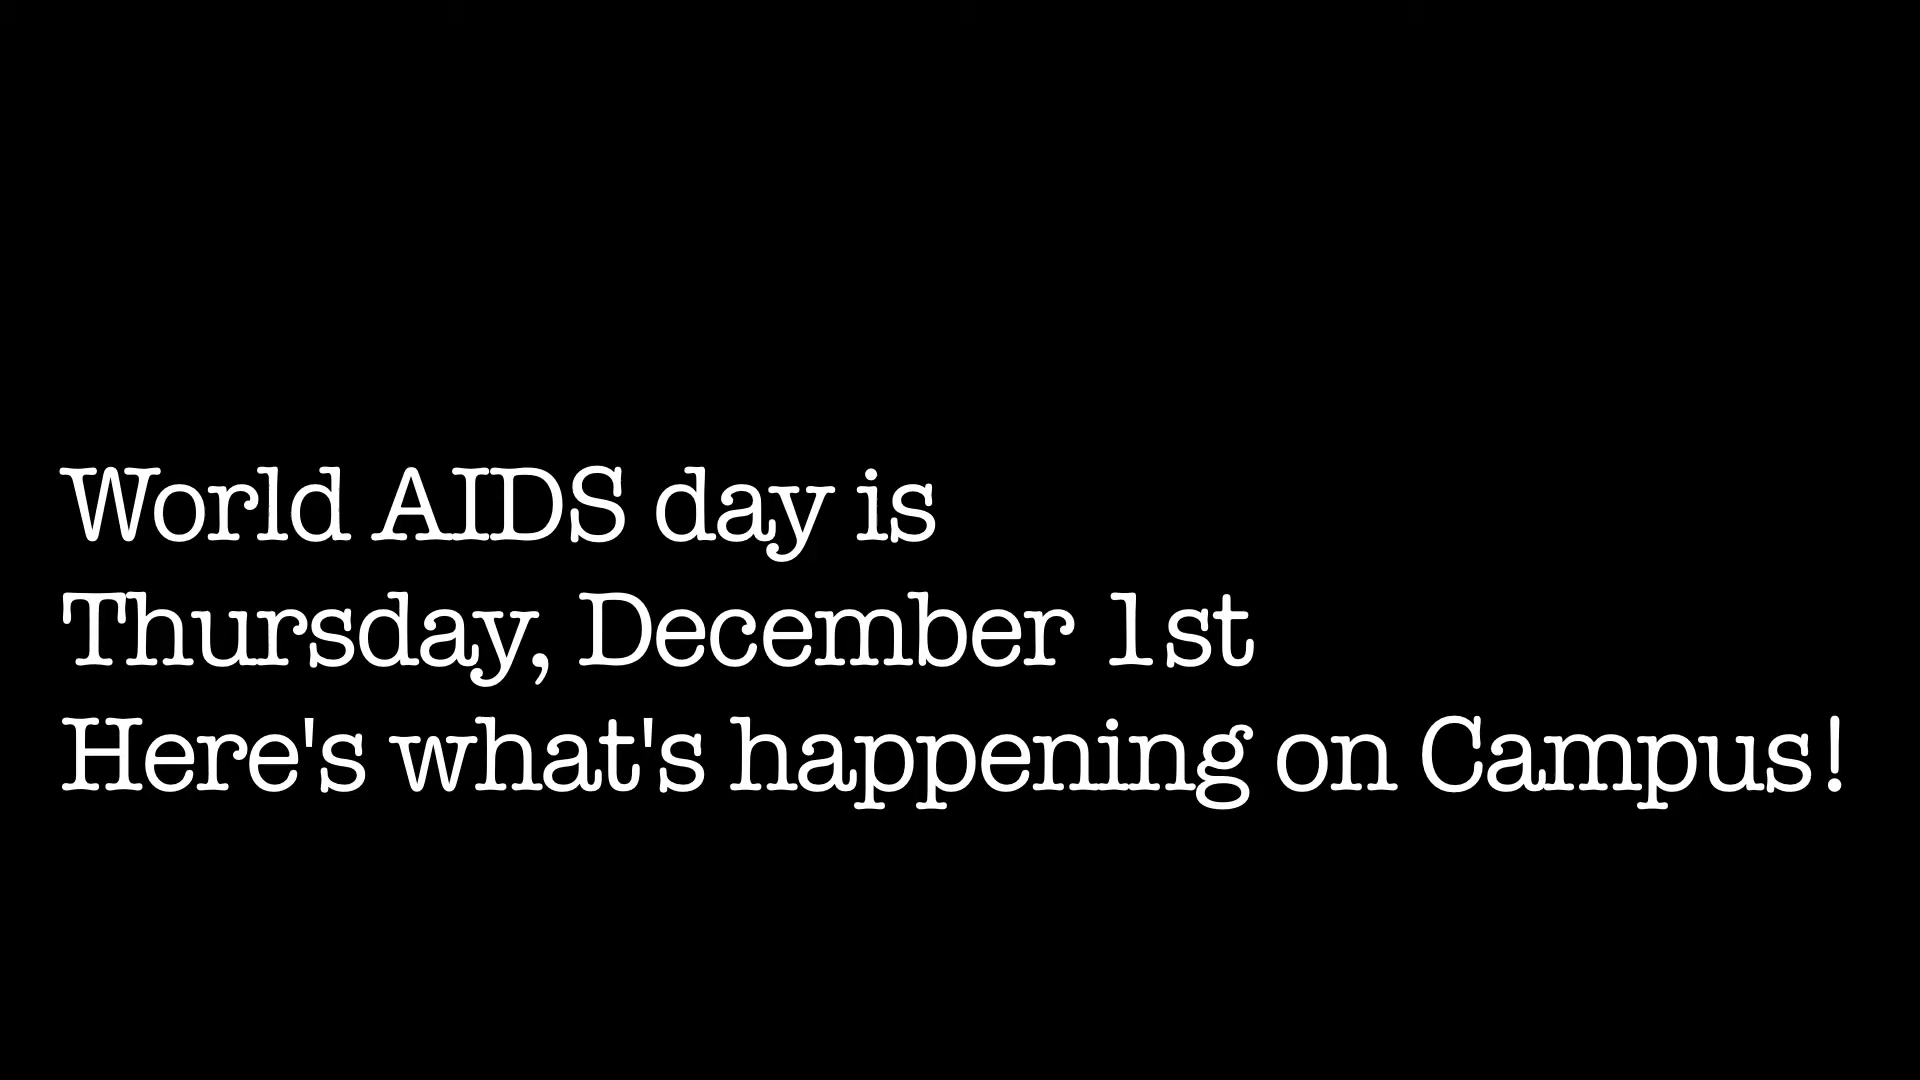 World AIDS day is
Thursday, December 1st
Here's what's happening on Campus!